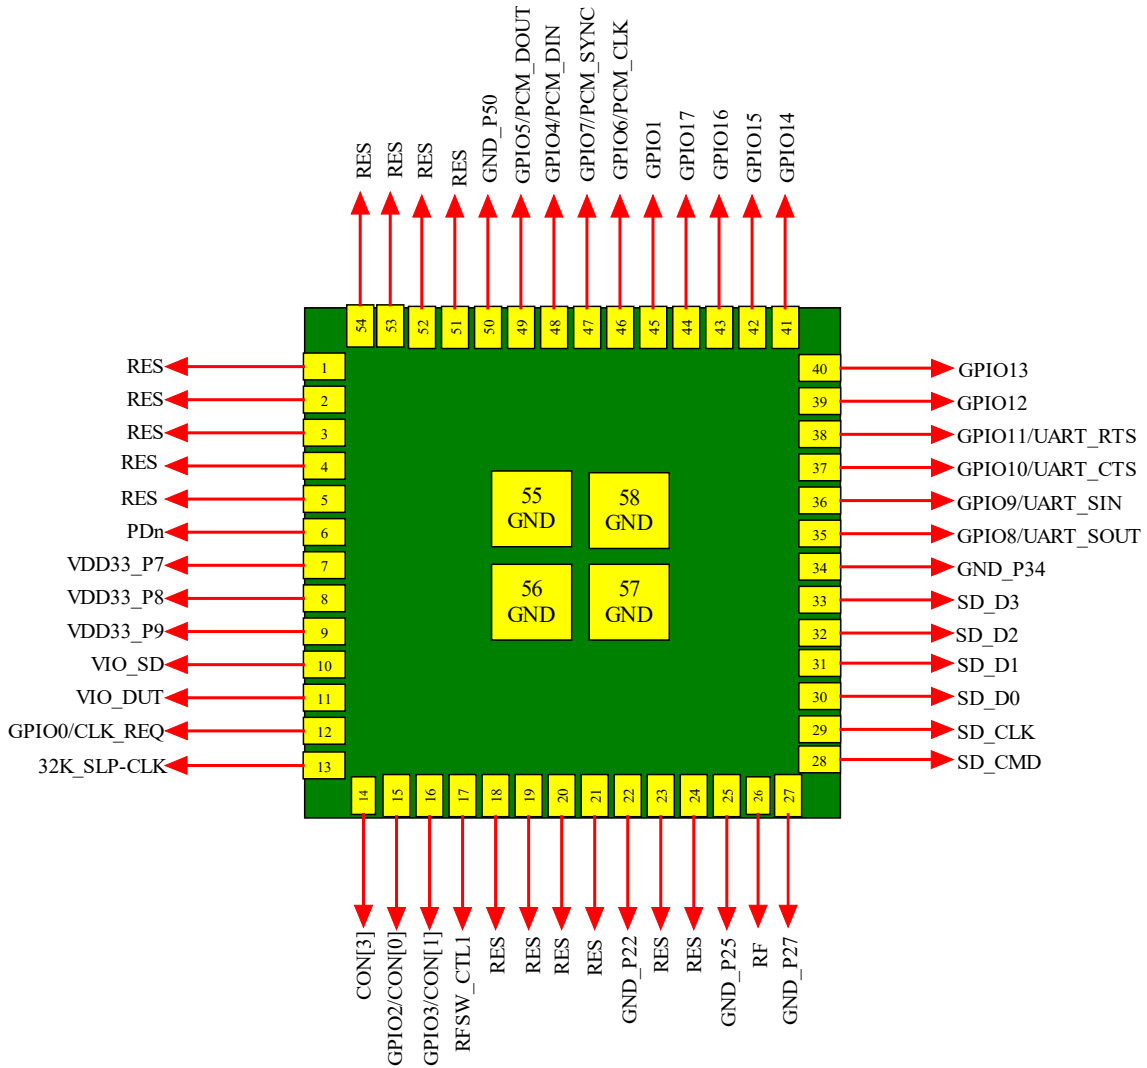 RES
RES
RES
RES
GND_P50
GPIO5/PCM_DOUT
GPIO4/PCM_DIN
GPIO7/PCM_SYNC
GPIO6/PCM_CLK
GPIO1
GPIO17
GPIO16
GPIO15
GPIO14
54
53
52
51
50
49
48
47
46
45
44
43
42
41
RES
1
RES
2
RES
3
RES
4
RES
5
PDn
6
VDD33_P7
7
VDD33_P8
8
VDD33_P9
9
VIO_SD
10
VIO_DUT
11
GPIO0/CLK_REQ
12
32K_SLP-CLK
13
55
GND
58
GND
56
GND
57
GND
40
GPIO13
39
GPIO12
38
GPIO11/UART_RTS
37
GPIO10/UART_CTS
36
GPIO9/UART_SIN
35
GPIO8/UART_SOUT
34
GND_P34
33
SD_D3
32
SD_D2
31
SD_D1
30
SD_D0
29
SD_CLK
28
SD_CMD
14
15
16
17
18
19
20
21
22
23
24
25
26
27
CON[3]
GPIO2/CON[0]
GPIO3/CON[1]
RFSW_CTL1
RES
RES
RES
RES
GND_P22
RES
RES
GND_P25
RF
GND_P27